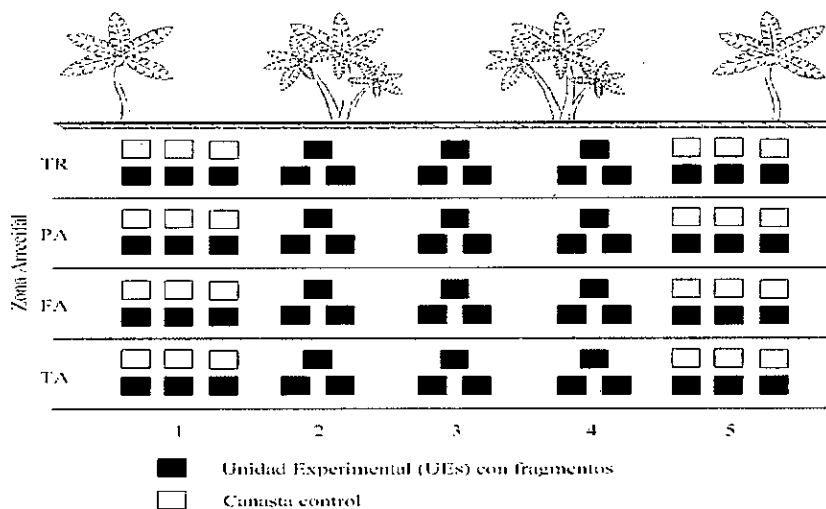 TR
PA
FA
TA
Zona Arrecifal
1 2 3 4 5
Unidad Experimental (UEs) con fragmentos
Canasta control